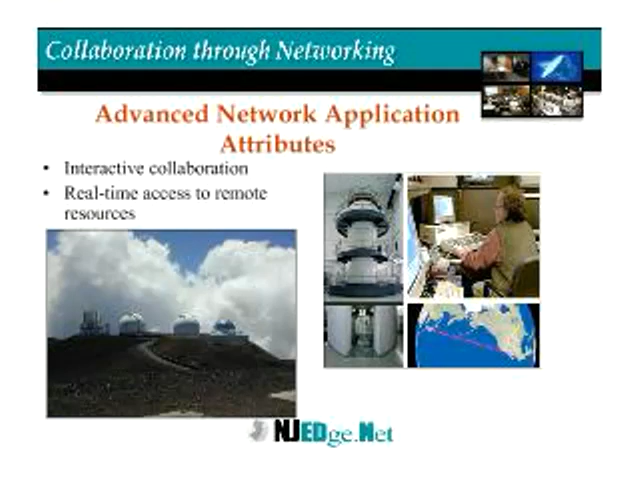 Collaboration through Networking
Advanced Network Application
Attributes
• Interactive collaboration
• Real-time access to remote
resources
NJEDge.Net